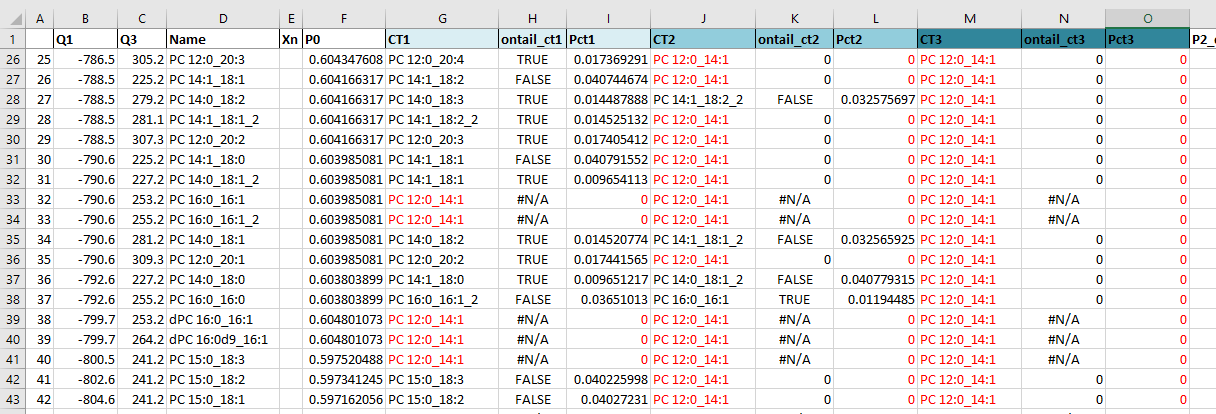 A B C D E F G H I J K L M N O
1 Q1 Q3 Name Xn P0 CT1 ontail_ct1 Pct1 CT2 ontail_ct2 Pct2 CT3 ontail_ct3 Pct3
26 25 -786.5 305.2 PC 12:0_20:3 0.604347608 PC 12:0_20:4 TRUE 0.017369291 PC 12:0_14:1 0 0 PC 12:0_14:1 0 0
27 26 -788.5 225.2 PC 14:1_18:1 0.604166317 PC 14:1_18:2 FALSE 0.040744674 PC 12:0_14:1 0 0 PC 12:0_14:1 0 0
28 27 -788.5 279.2 PC 14:0_18:2 0.604166317 PC 14:0_18:3 TRUE 0.014487888 PC 14:1_18:2_2 FALSE 0.032575697 PC 12:0_14:1 0 0
29 28 -788.5 281.1 PC 14:1_18:1_2 0.604166317 PC 14:1_18:2_2 TRUE 0.014525132 PC 12:0_14:1 0 0 PC 12:0_14:1 0 0
30 29 -788.5 307.3 PC 12:0_20:2 0.604166317 PC 12:0_20:3 TRUE 0.017405412 PC 12:0_14:1 0 0 PC 12:0_14:1 0 0
31 30 -790.6 225.2 PC 14:1_18:0 0.603985081 PC 14:1_18:1 FALSE 0.040791552 PC 12:0_14:1 0 0 PC 12:0_14:1 0 0
32 31 -790.6 227.2 PC 14:0_18:1_2 0.603985081 PC 14:1_18:1 TRUE 0.009654113 PC 12:0_14:1 0 0 PC 12:0_14:1 0 0
33 32 -790.6 253.2 PC 16:0_16:1 0.603985081 PC 12:0_14:1 #N/A 0 PC 12:0_14:1 #N/A 0 PC 12:0_14:1 #N/A 0
34 33 -790.6 255.2 PC 16:0_16:1_2 0.603985081 PC 12:0_14:1 #N/A 0 PC 12:0_14:1 #N/A 0 PC 12:0_14:1 #N/A 0
35 34 -790.6 281.2 PC 14:0_18:1 0.603985081 PC 14:0_18:2 TRUE 0.014520774 PC 14:1_18:1_2 FALSE 0.032565925 PC 12:0_14:1 0 0
36 35 -790.6 309.3 PC 12:0_20:1 0.603985081 PC 12:0_20:2 TRUE 0.017441565 PC 12:0_14:1 0 0 PC 12:0_14:1 0 0
37 36 -792.6 227.2 PC 14:0_18:0 0.603803899 PC 14:1_18:0 TRUE 0.009651217 PC 14:0_18:1_2 FALSE 0.040779315 PC 12:0_14:1 0 0
38 37 -792.6 255.2 PC 16:0_16:0 0.603803899 PC 16:0_16:1_2 FALSE 0.03651013 PC 16:0_16:1 TRUE 0.01194485 PC 12:0_14:1 0 0
39 38 -799.7 253.2 dPC 16:0_16:1 0.604801073 PC 12:0_14:1 #N/A 0 PC 12:0_14:1 #N/A 0 PC 12:0_14:1 #N/A 0
40 39 -799.7 264.2 dPC 16:0d9_16:1 0.604801073 PC 12:0_14:1 #N/A 0 PC 12:0_14:1 #N/A 0 PC 12:0_14:1 #N/A 0
41 40 -800.5 241.2 PC 15:0_18:3 0.597520488 PC 12:0_14:1 #N/A 0 PC 12:0_14:1 #N/A 0 PC 12:0_14:1 #N/A 0
42 41 -802.6 241.2 PC 15:0_18:2 0.597341245 PC 15:0_18:3 FALSE 0.040225998 PC 12:0_14:1 0 0 PC 12:0_14:1 0 0
43 42 -804.6 241.2 PC 15:0_18:1 0.597162056 PC 15:0_18:2 FALSE 0.04027231 PC 12:0_14:1 0 0 PC 12:0_14:1 0 0